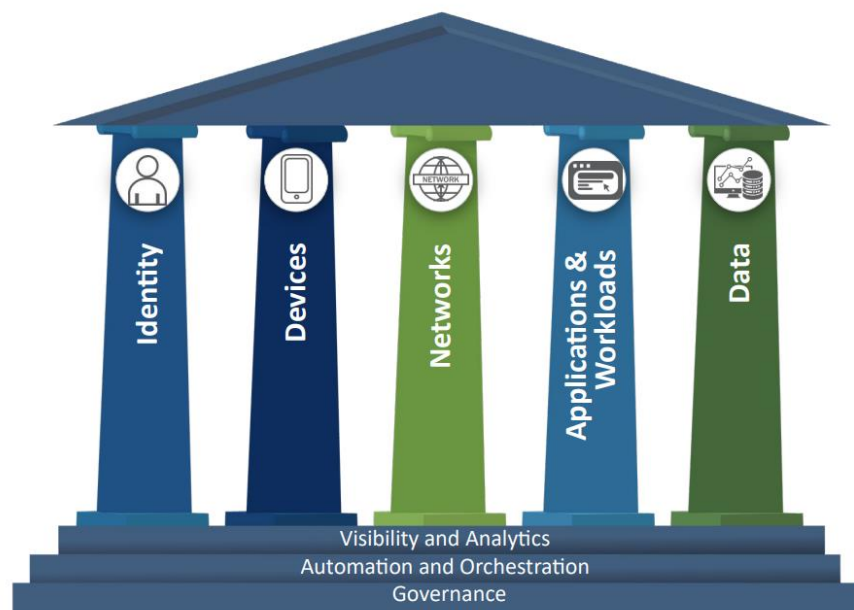 NETWORK
Identity
Devices
Networks
Applications &
Workloads
Data
Visibility and Analytics
Automation and Orchestration
Governance